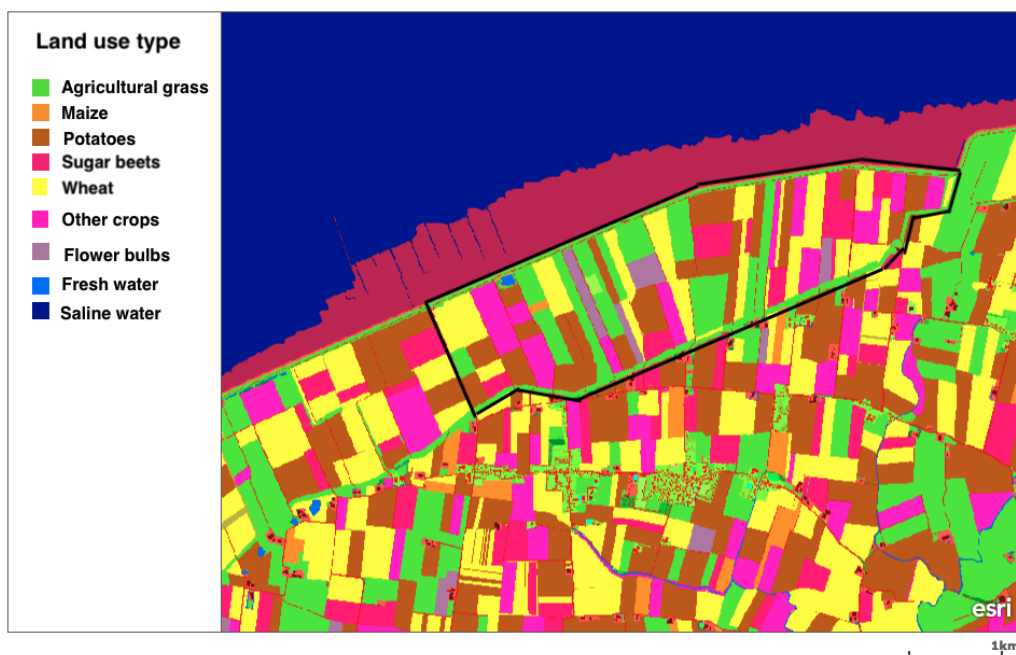 Land use type
Agricultural grass
Maize
Potatoes
Sugar beets
Wheat
Other crops
Flower bulbs
Fresh water
Saline water
esri
1km